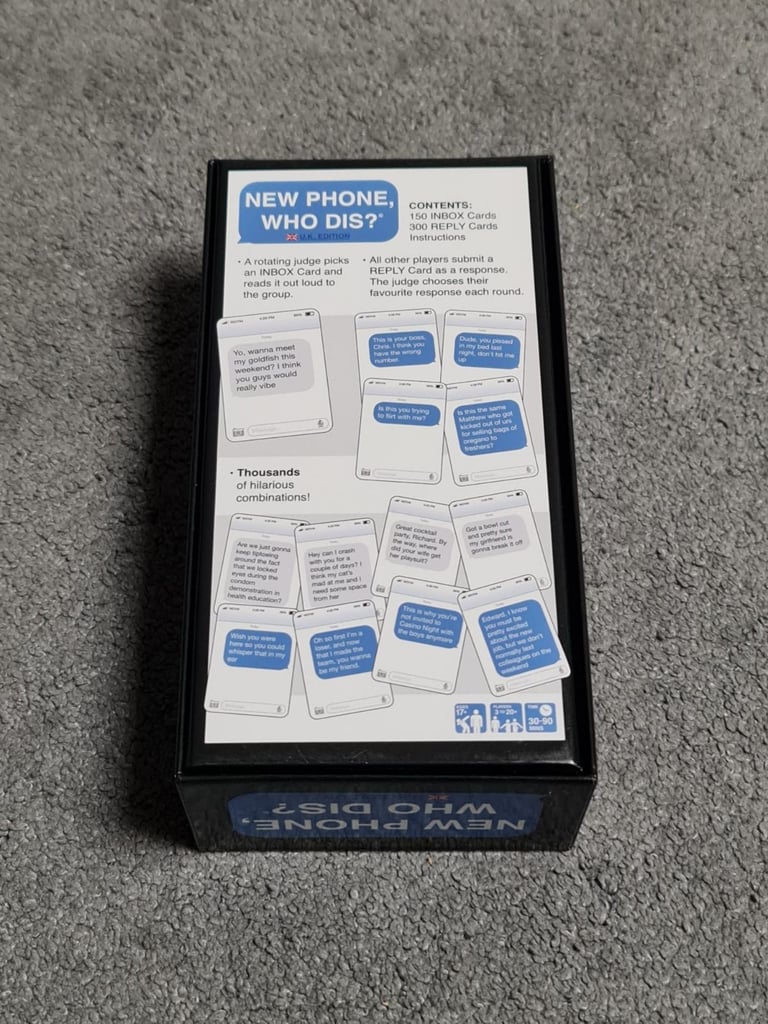 NEW PHONE,
WHO DIS?®
U.K. EDITION
CONTENTS:
150 INBOX Cards
300 REPLY Cards
Instructions
· A rotating judge picks
an INBOX Card and
reads it out loud to
the group.
· All other players submit a
REPLY Card as a response.
The judge chooses their
favourite response each round.
Yo, wanna meet
my goldfish this
weekend? I think
you guys would
really vibe
This is your boss,
Chris. I think you
have the wrong
number.
Dude, you pissed
in my bed last
night, don't hit me
up
Is this you trying
to flirt with me?
Is this the same
Matthew who got
kicked out of uni
for selling bags of
oregano to
freshers?
· Thousands
of hilarious
combinations!
Are we just gonna
keep tiptoeing
around the fact
that we locked
eyes during the
condom
demonstration in
health education?
Hey can I crash
with you for a
couple of days? I
think my cat's
mad at me and I
need some space
from her
Great cocktail
party, Richard. By
the way, where
did your wife get
her playsuit?
Got a bowl cut
and pretty sure
my girlfriend is
gonna break it off
Wish you were
here so you could
whisper that in my
ear
Oh so first I'm a
loser, and now
that I made the
team, you wanna
be my friend.
This is why you're
not invited to
Casino Night with
the boys anymore
Edward, I know
you must be
pretty excited
about the new
job, but we don't
normally text
colleagues on the
weekend
AGES
17+
PLAYERS
3 TO 20+
TIME
30-90
MINS
NEW PHONE,
WHO DIS?